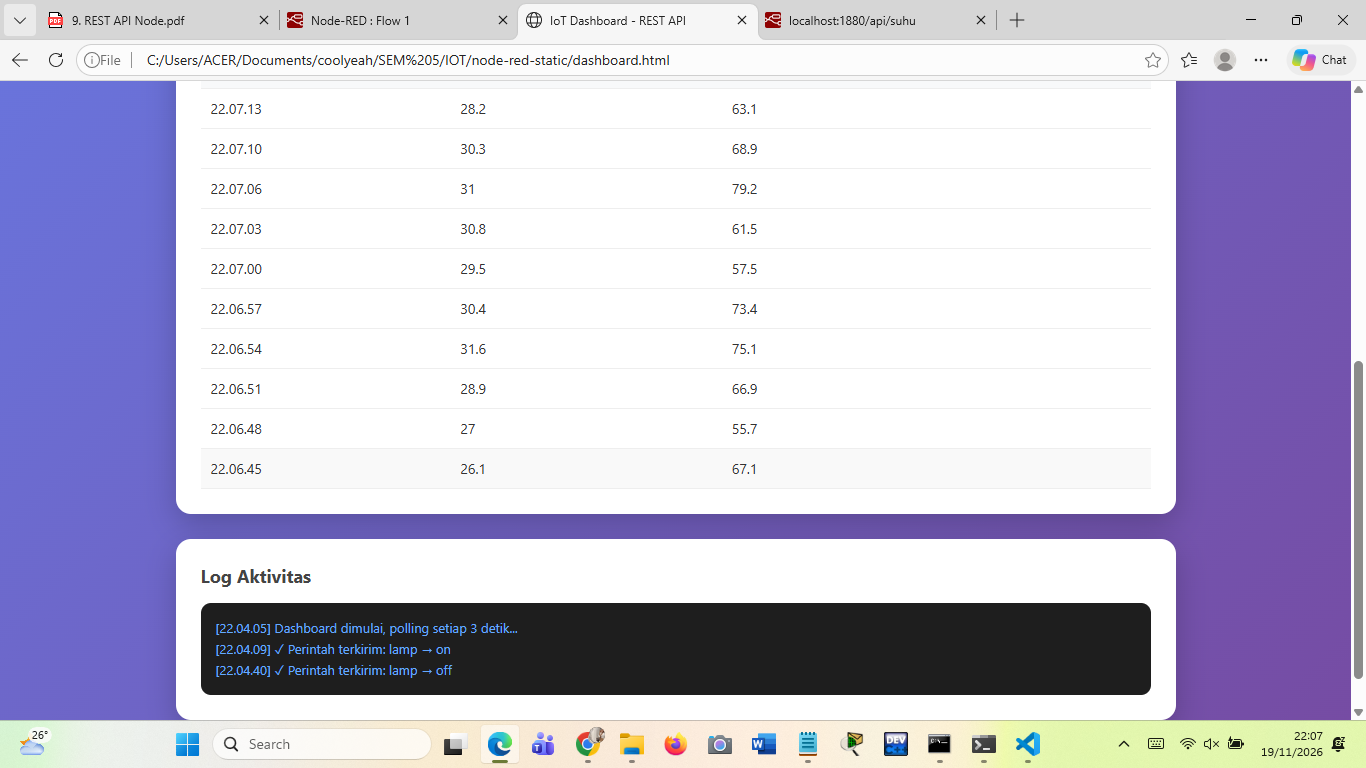 9. REST API Node.pdf
Node-RED : Flow 1
IoT Dashboard - REST API
localhost:1880/api/suhu
File C:/Users/ACER/Documents/coolyeah/SEM%205/IOT/node-red-static/dashboard.html
Chat
22.07.13 28.2 63.1
22.07.10 30.3 68.9
22.07.06 31 79.2
22.07.03 30.8 61.5
22.07.00 29.5 57.5
22.06.57 30.4 73.4
22.06.54 31.6 75.1
22.06.51 28.9 66.9
22.06.48 27 55.7
22.06.45 26.1 67.1
Log Aktivitas
[22.04.05] Dashboard dimulai, polling setiap 3 detik...
[22.04.09] ✓ Perintah terkirim: lamp → on
[22.04.40] ✓ Perintah terkirim: lamp → off
26°
Search
DEV
22:07
19/11/2026